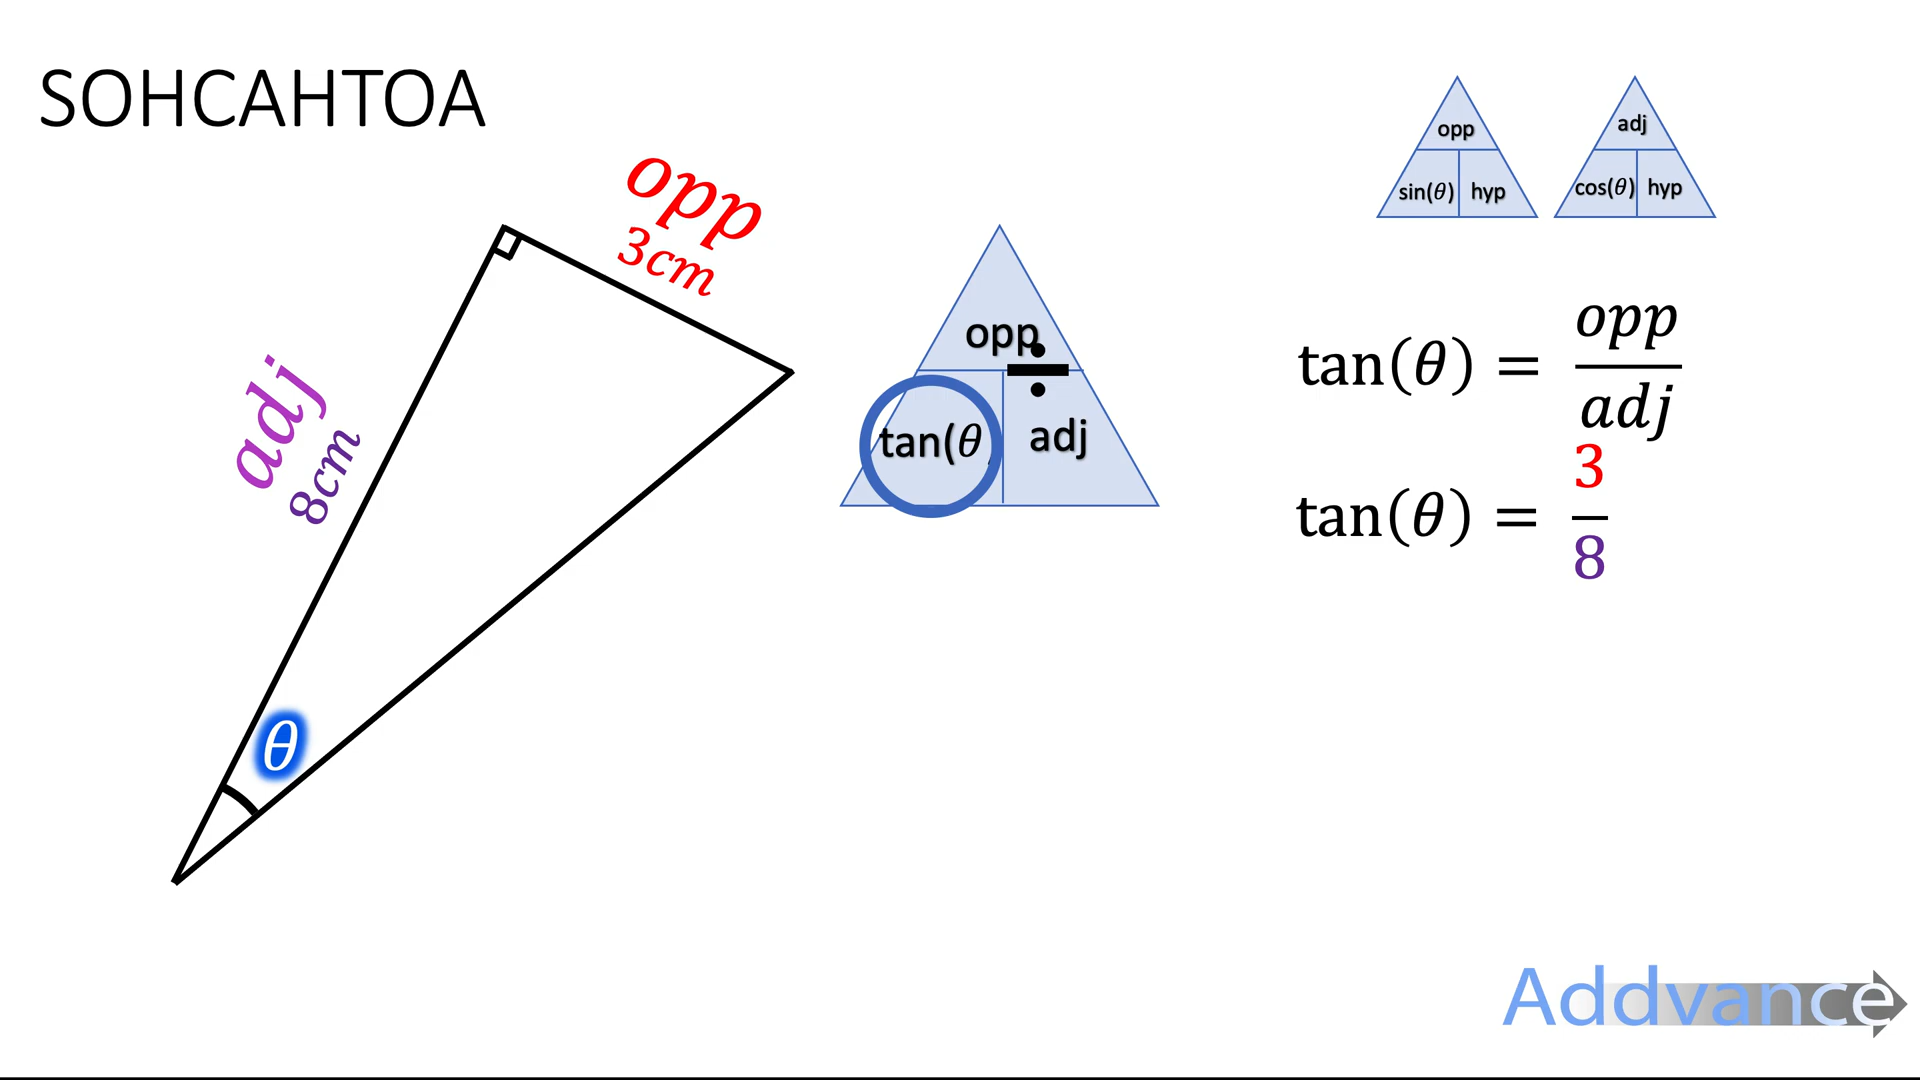 SOHCAHTOA
opp
3cm
adj
8cm
θ
opp
tan(θ
adj
opp
sin(θ) hyp
adj
cos(θ) hyp
tan(θ) = opp
adj
tan(θ) = 3
8
Addvance